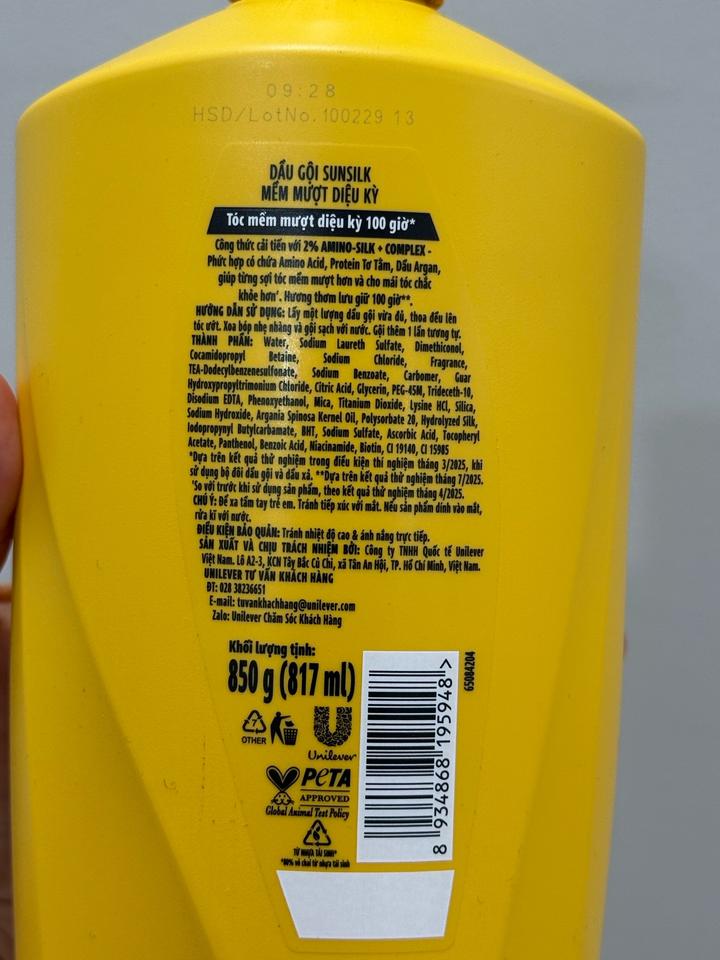 09:28
HSD/LotNo. 100229 13
DẦU GỘI SUNSILK
MỀM MƯỢT DIỆU KỲ
Tóc mềm mượt diệu kỳ 100 giờ*
Công thức cải tiến với 2% AMINO-SILK + COMPLEX -
Phức hợp có chứa Amino Acid, Protein Tơ Tằm, Dầu Argan,
giúp từng sợi tóc mềm mượt hơn và cho mái tóc chắc
khỏe hơn'. Hương thơm lưu giữ 100 giờ**.
HƯỚNG DẪN SỬ DỤNG: Lấy một lượng dầu gội vừa đủ, thoa đều lên
tóc ướt. Xoa bóp nhẹ nhàng và gội sạch với nước. Gội thêm 1 lần tương tự.
THÀNH PHẦN: Water, Sodium Laureth Sulfate, Dimethiconol,
Cocamidopropyl Betaine, Sodium Chloride, Fragrance,
TEA-Dodecylbenzenesulfonate, Sodium Benzoate, Carbomer, Guar
Hydroxypropyltrimonium Chloride, Citric Acid, Glycerin, PEG-45M, Trideceth-10,
Disodium EDTA, Phenoxyethanol, Mica, Titanium Dioxide, Lysine HCl, Silica,
Sodium Hydroxide, Argania Spinosa Kernel Oil, Polysorbate 20, Hydrolyzed Silk,
Iodopropynyl Butylcarbamate, BHT, Sodium Sulfate, Ascorbic Acid, Tocopheryl
Acetate, Panthenol, Benzoic Acid, Niacinamide, Biotin, CI 19140, CI 15985
*Dựa trên kết quả thử nghiệm trong điều kiện thí nghiệm tháng 3/2025, khi
sử dụng bộ đôi dầu gội và dầu xả. **Dựa trên kết quả thử nghiệm tháng 7/2025.
'So với trước khi sử dụng sản phẩm, theo kết quả thử nghiệm tháng 4/2025.
CHÚ Ý: Để xa tầm tay trẻ em. Tránh tiếp xúc với mắt. Nếu sản phẩm dính vào mắt,
rửa kĩ với nước.
ĐIỀU KIỆN BẢO QUẢN: Tránh nhiệt độ cao & ánh nắng trực tiếp.
SẢN XUẤT VÀ CHỊU TRÁCH NHIỆM BỞI: Công ty TNHH Quốc tế Unilever
Việt Nam. Lô A2-3, KCN Tây Bắc Củ Chi, xã Tân An Hội, TP. Hồ Chí Minh, Việt Nam.
UNILEVER TƯ VẤN KHÁCH HÀNG
ĐT: 028 38236651
E-mail: tuvankhachhang@unilever.com
Zalo: Unilever Chăm Sóc Khách Hàng
Khối lượng tịnh:
850 g (817 ml)
65084204
8 934868 195948 >
7
OTHER
Unilever
PETA
APPROVED
Global Animal Test Policy
TỪ NHỰA TÁI SINH*
*80% vỏ chai từ nhựa tái sinh